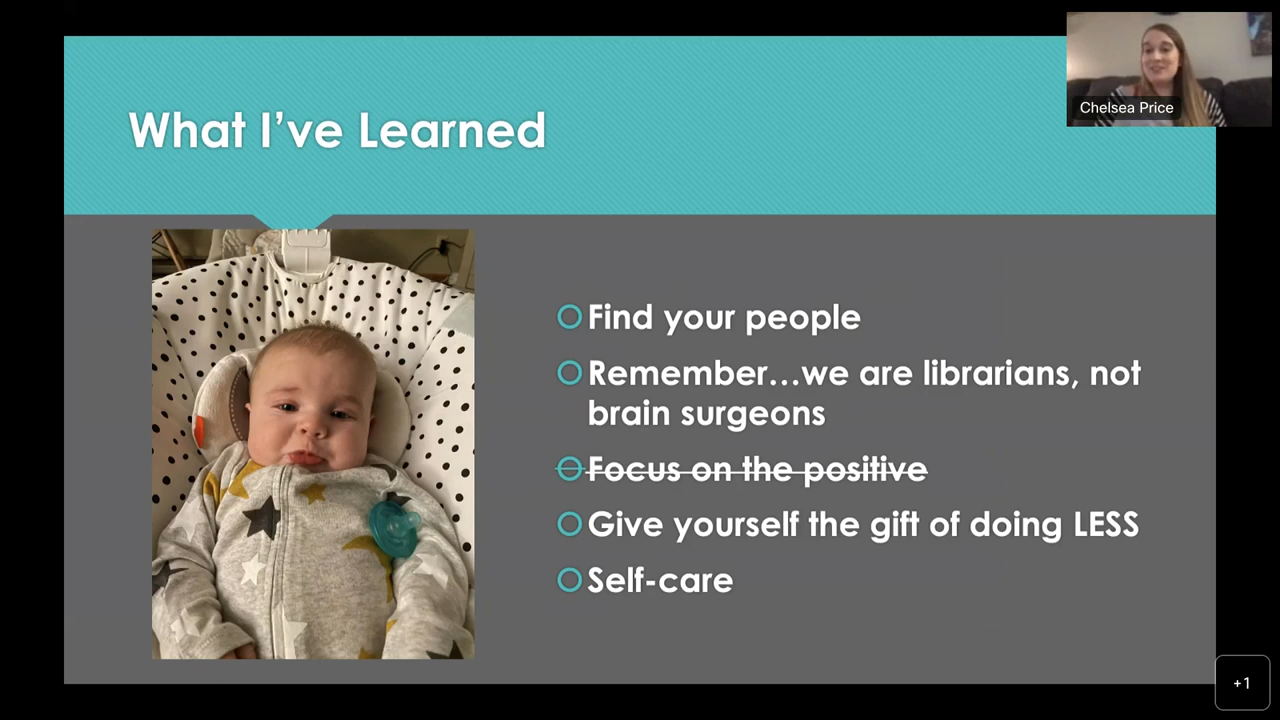 Chelsea Price
What I've Learned
Find your people
Remember...we are librarians, not
brain surgeons
Focus on the positive
Give yourself the gift of doing LESS
Self-care
+1